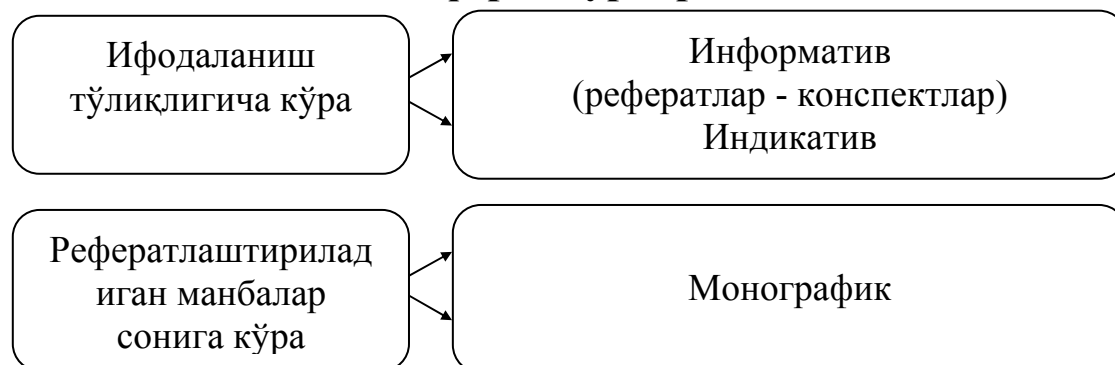 Ифодаланиш
тўлиқлигича кўра
Информатив
(рефератлар - конспектлар)
Индикатив
Рефератлаштирилад
иган манбалар
сонига кўра
Монографик